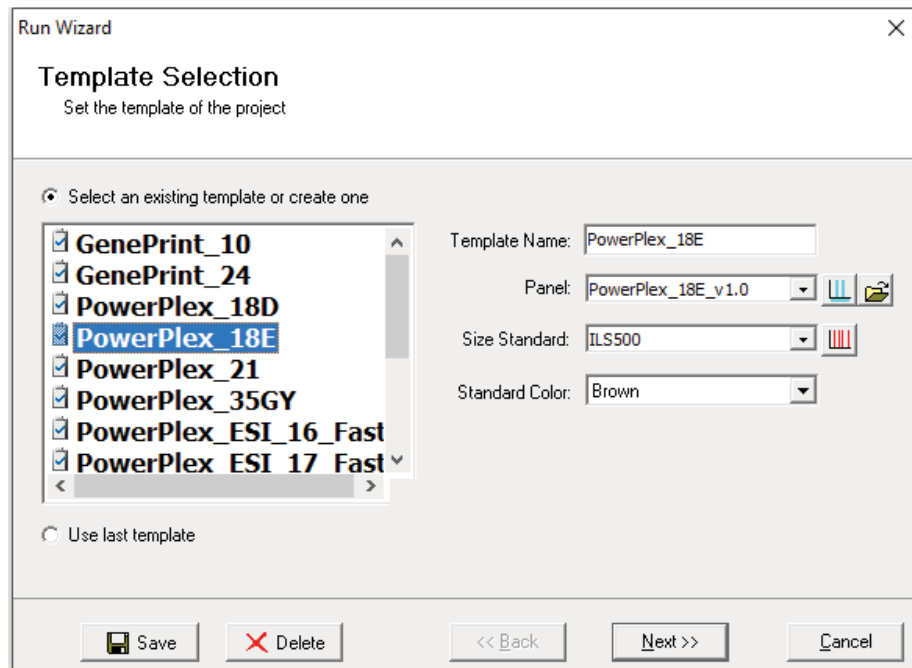 Run Wizard
Template Selection
Set the template of the project
Select an existing template or create one
GenePrint_10
GenePrint_24
PowerPlex_18D
PowerPlex_18E
PowerPlex_21
PowerPlex_35GY
PowerPlex_ESI_16_Fast
PowerPlex_ESI_17_Fast
Template Name: PowerPlex_18E
Panel: PowerPlex_18E_v1.0
Size Standard: ILS500
Standard Color: Brown
Use last template
Save Delete << Back Next >> Cancel